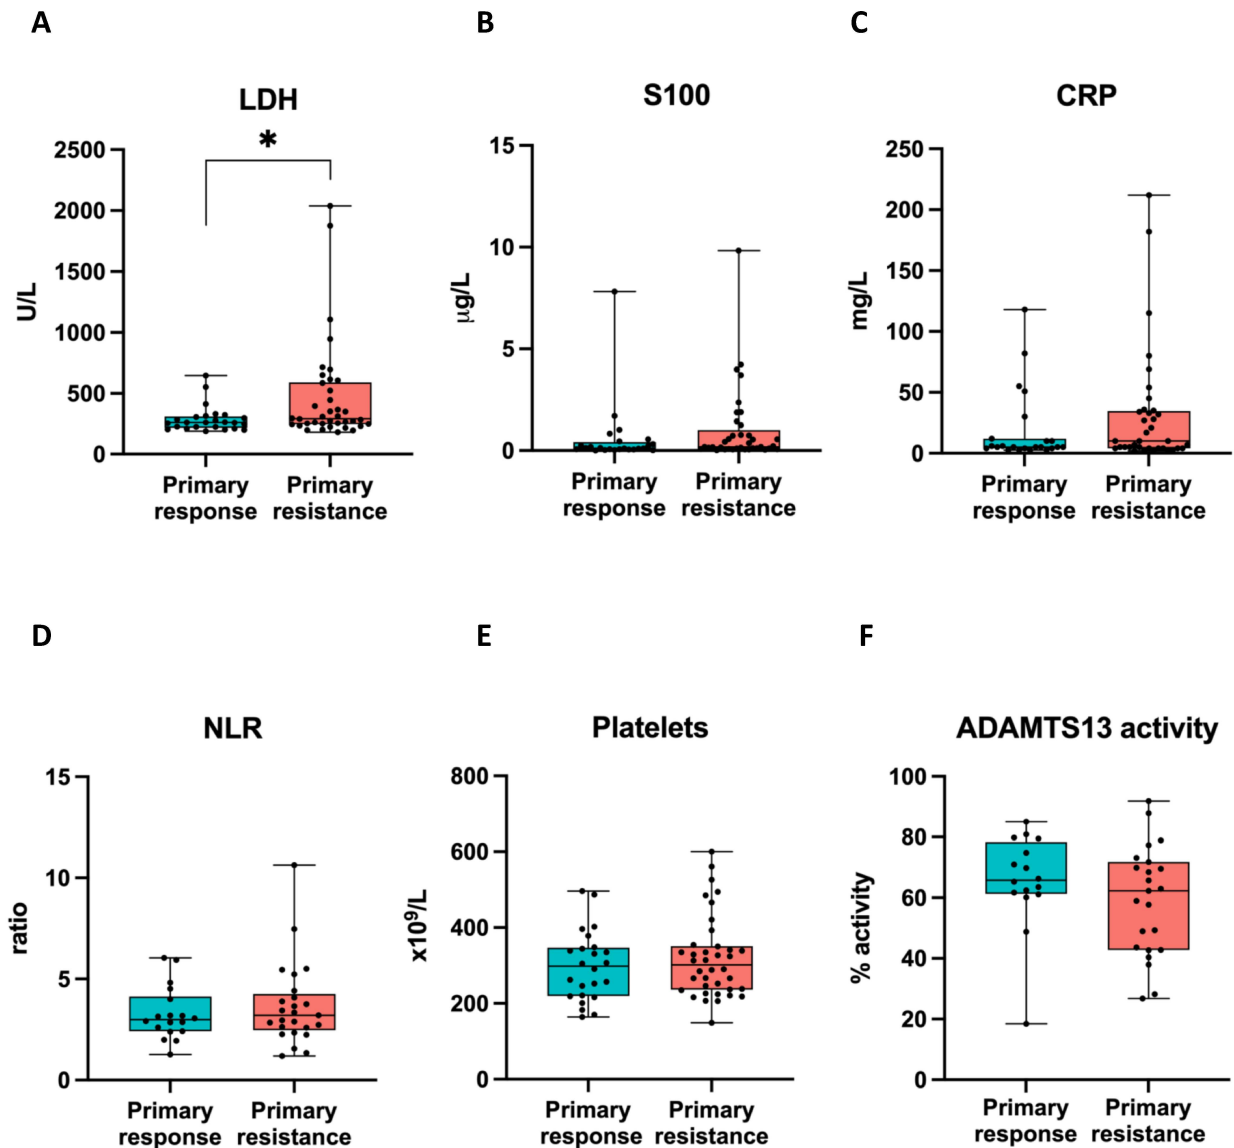 A
B
C
LDH
S100
CRP
*
2500
2000
1500
1000
500
0
U/L
Primary
response
Primary
resistance
15
10
5
0
µg/L
Primary
response
Primary
resistance
250
200
150
100
50
0
mg/L
Primary
response
Primary
resistance
D
E
F
NLR
Platelets
ADAMTS13 activity
15
10
5
0
ratio
Primary
response
Primary
resistance
800
600
400
200
0
x10⁹/L
Primary
response
Primary
resistance
100
80
60
40
20
0
% activity
Primary
response
Primary
resistance